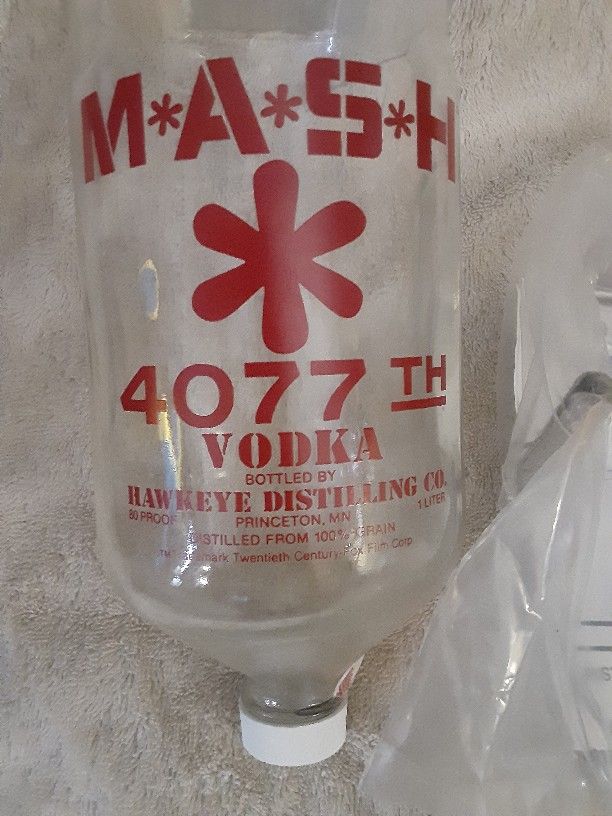 M*A*S*H
4077 TH
VODKA
BOTTLED BY
HAWKEYE DISTILLING CO.
80 PROOF PRINCETON, MN 1 LITER
DISTILLED FROM 100% GRAIN
Twentieth Century-Fox Film Corp